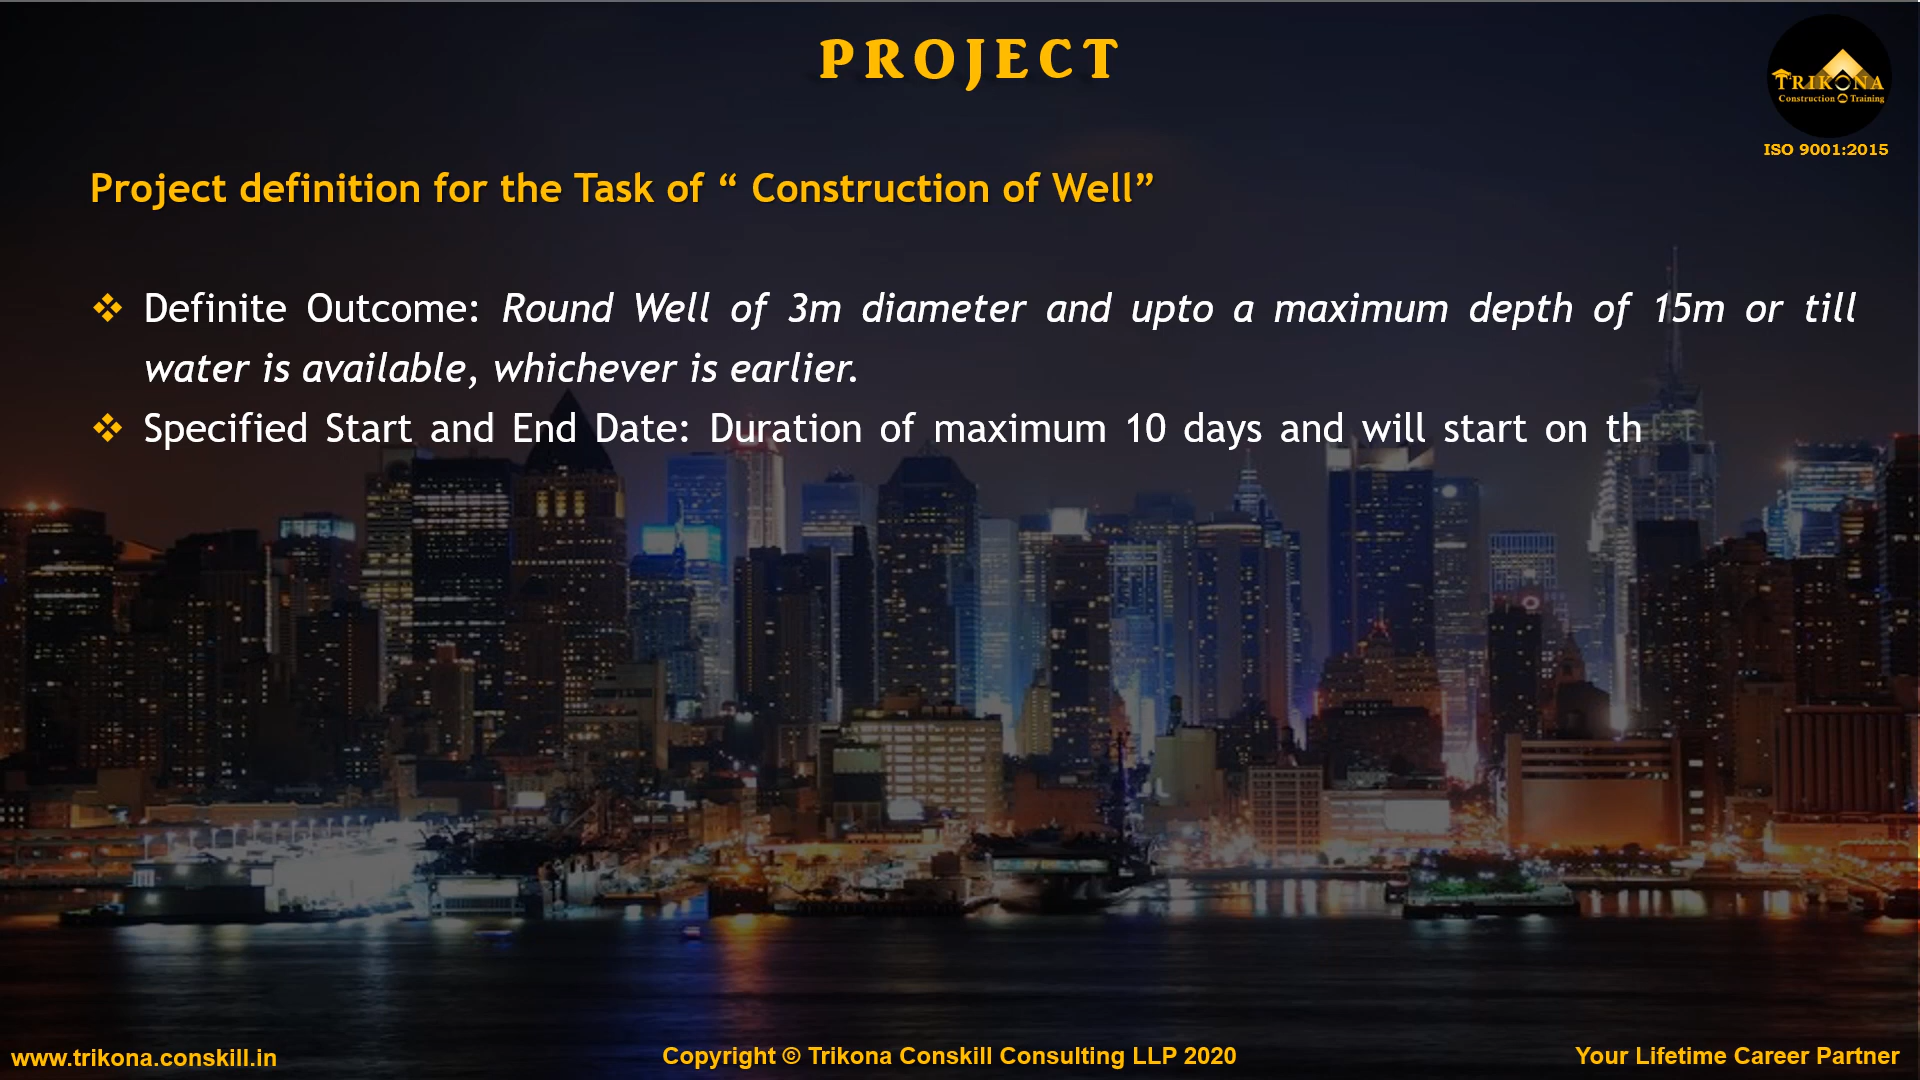 PROJECT
TRIKONA
Construction Training
ISO 9001:2015
Project definition for the Task of “ Construction of Well”
❖ Definite Outcome: Round Well of 3m diameter and upto a maximum depth of 15m or till
water is available, whichever is earlier.
❖ Specified Start and End Date: Duration of maximum 10 days and will start on th
www.trikona.conskill.in
Copyright © Trikona Conskill Consulting LLP 2020
Your Lifetime Career Partner